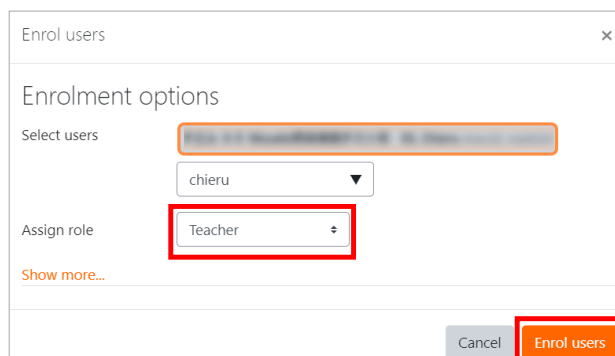 Enrol users ×
Enrolment options
Select users
chieru ▼
Assign role Teacher
Show more...
Cancel Enrol users